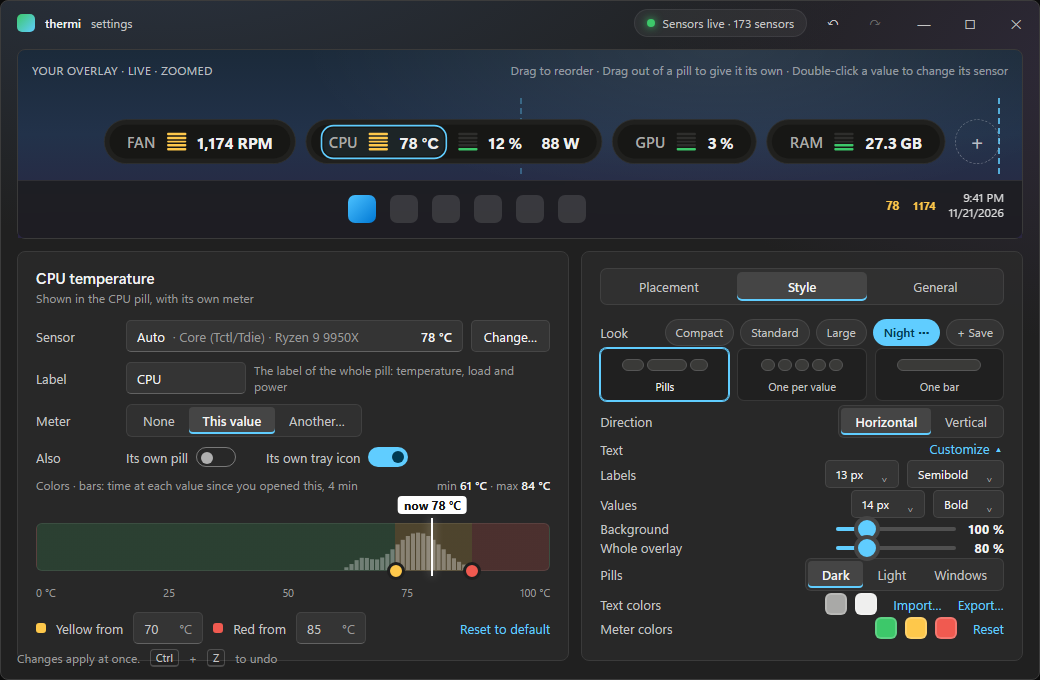 thermi settings
Sensors live · 173 sensors
YOUR OVERLAY · LIVE · ZOOMED
Drag to reorder · Drag out of a pill to give it its own · Double-click a value to change its sensor
FAN 1,174 RPM CPU 78 °C 12 % 88 W GPU 3 % RAM 27.3 GB +
78 1174
9:41 PM
11/21/2026
CPU temperature
Shown in the CPU pill, with its own meter
Sensor Auto · Core (Tctl/Tdie) · Ryzen 9 9950X 78 °C Change...
Label CPU The label of the whole pill: temperature, load and
power
Meter None This value Another...
Also Its own pill Its own tray icon
Colors · bars: time at each value since you opened this, 4 min min 61 °C · max 84 °C
now 78 °C
0 °C 25 50 75 100 °C
Yellow from 70 °C Red from 85 °C Reset to default
Changes apply at once. Ctrl + Z to undo
Placement Style General
Look Compact Standard Large Night ··· + Save
Pills One per value One bar
Direction Horizontal Vertical
Text Customize
Labels 13 px Semibold
Values 14 px Bold
Background 100 %
Whole overlay 80 %
Pills Dark Light Windows
Text colors Import... Export...
Meter colors Reset